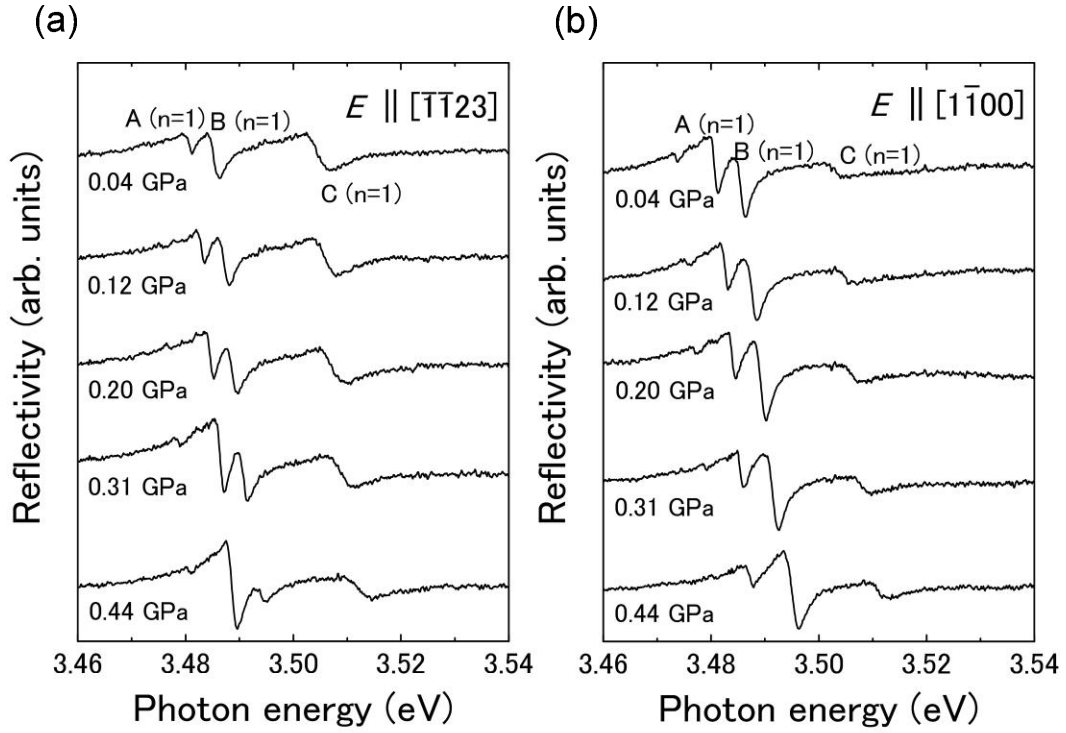 (a)
E || [1̅1̅23]
A (n=1) B (n=1)
C (n=1)
0.04 GPa
0.12 GPa
0.20 GPa
0.31 GPa
0.44 GPa
Reflectivity (arb. units)
3.46 3.48 3.50 3.52 3.54
Photon energy (eV)
(b)
E || [11̅00]
A (n=1)
B (n=1) C (n=1)
0.04 GPa
0.12 GPa
0.20 GPa
0.31 GPa
0.44 GPa
Reflectivity (arb. units)
3.46 3.48 3.50 3.52 3.54
Photon energy (eV)